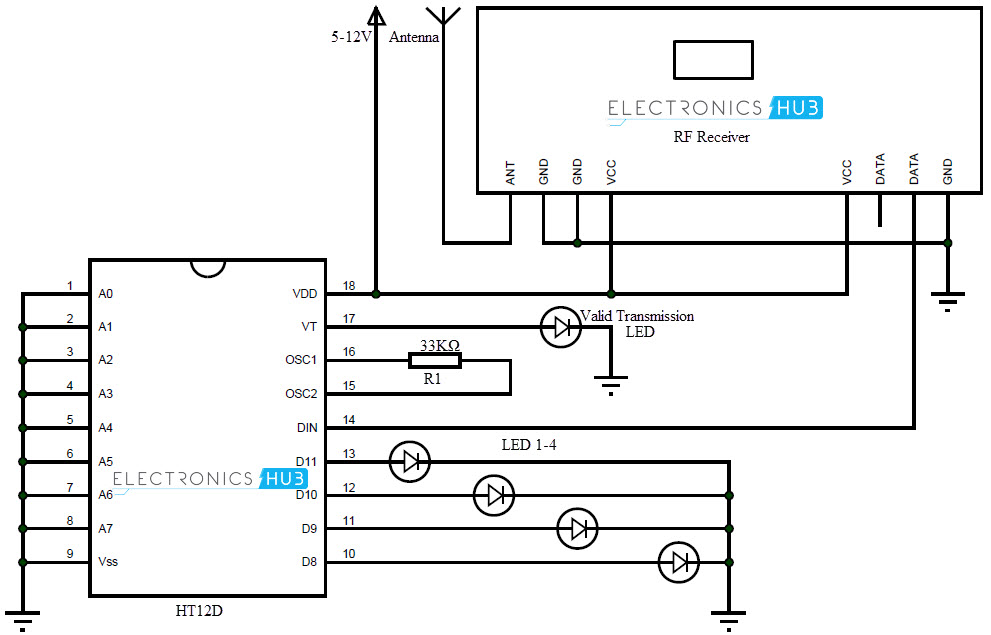 5-12V
Antenna
ELECTRONICS HUB
RF Receiver
ANT
GND
GND
VCC
VCC
DATA
DATA
GND
1 A0
2 A1
3 A2
4 A3
5 A4
6 A5
7 A6
8 A7
9 Vss
VDD 18
VT 17
OSC1 16
OSC2 15
DIN 14
D11 13
D10 12
D9 11
D8 10
ELECTRONICS HUB
HT12D
Valid Transmission
LED
33KΩ
R1
LED 1-4